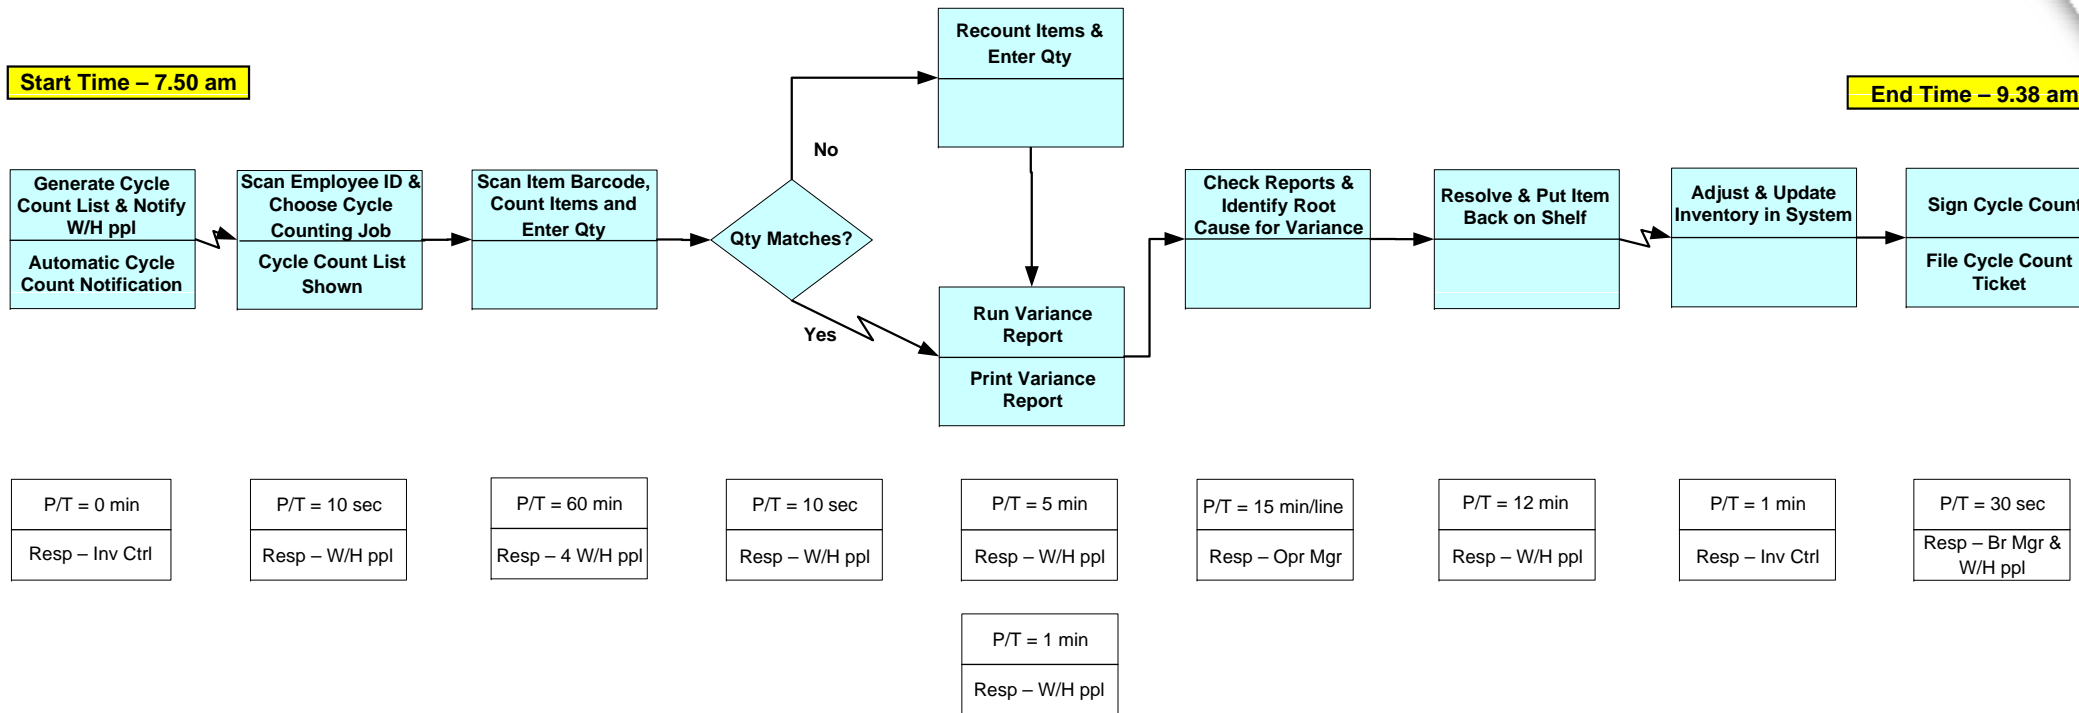 Recount Items &
Enter Qty
Start Time – 7.50 am
End Time – 9.38 am
No
Generate Cycle
Count List & Notify
W/H ppl
Automatic Cycle
Count Notification
Scan Employee ID &
Choose Cycle
Counting Job
Cycle Count List
Shown
Scan Item Barcode,
Count Items and
Enter Qty
Qty Matches?
Yes
Run Variance
Report
Print Variance
Report
Check Reports &
Identify Root
Cause for Variance
Resolve & Put Item
Back on Shelf
Adjust & Update
Inventory in System
Sign Cycle Count
File Cycle Count
Ticket
P/T = 0 min
Resp – Inv Ctrl
P/T = 10 sec
Resp – W/H ppl
P/T = 60 min
Resp – 4 W/H ppl
P/T = 10 sec
Resp – W/H ppl
P/T = 5 min
Resp – W/H ppl
P/T = 15 min/line
Resp – Opr Mgr
P/T = 12 min
Resp – W/H ppl
P/T = 1 min
Resp – Inv Ctrl
P/T = 30 sec
Resp – Br Mgr &
W/H ppl
P/T = 1 min
Resp – W/H ppl